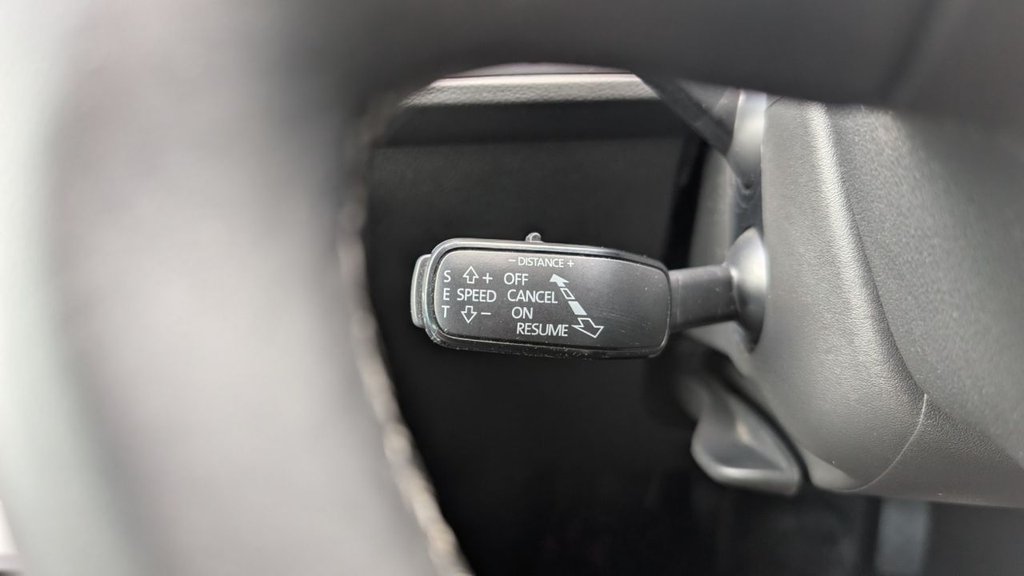 - DISTANCE +
S + OFF
E SPEED CANCEL
T - ON
RESUME